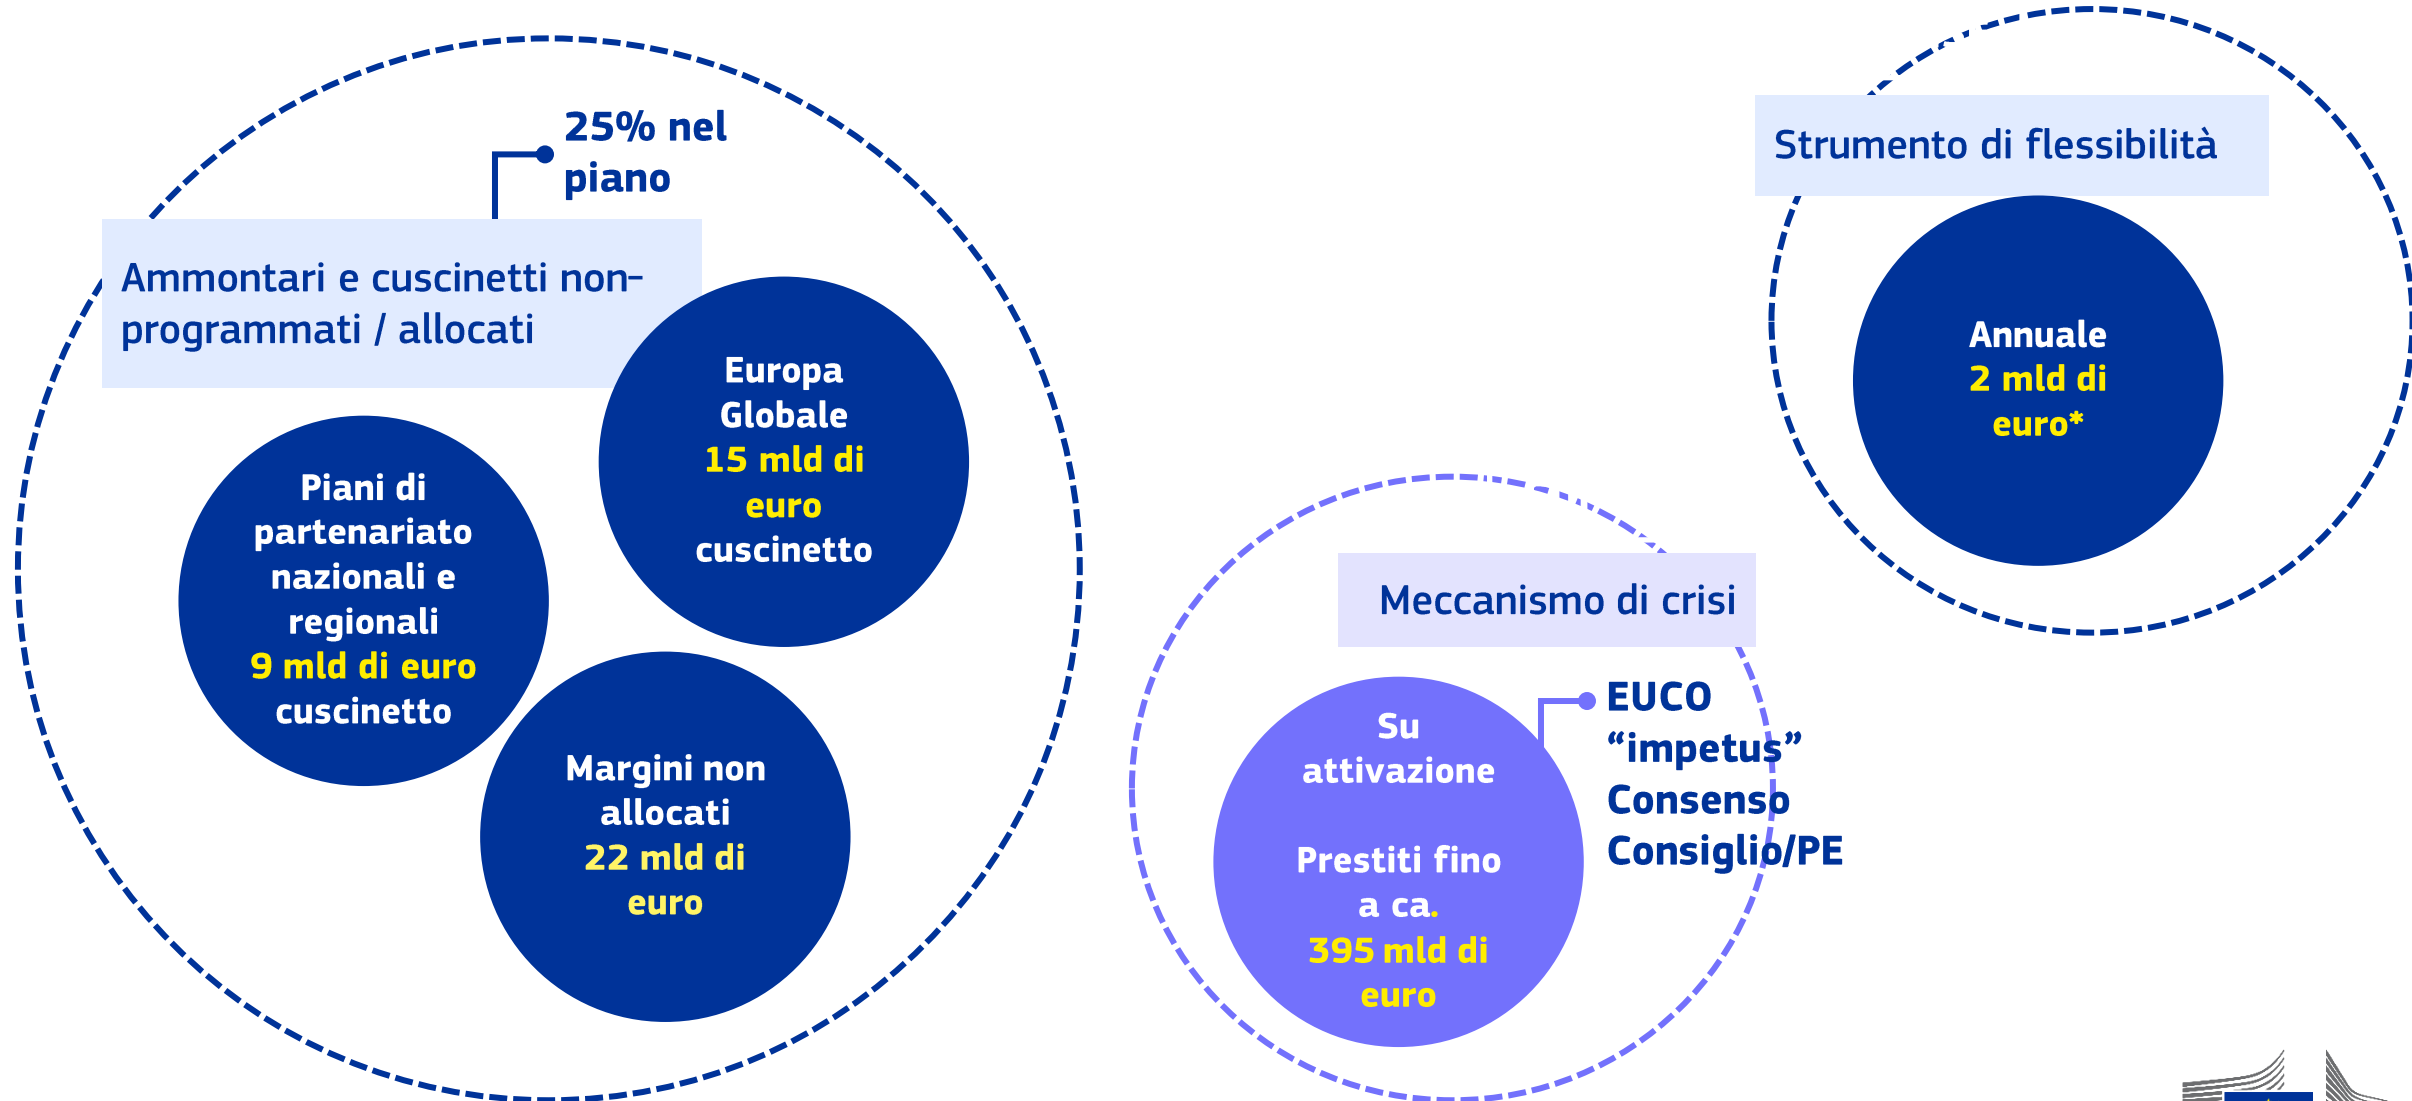 25% nel
piano
Ammontari e cuscinetti non-
programmati / allocati
Europa
Globale
15 mld di
euro
cuscinetto
Piani di
partenariato
nazionali e
regionali
9 mld di euro
cuscinetto
Margini non
allocati
22 mld di
euro
Strumento di flessibilità
Annuale
2 mld di
euro*
Meccanismo di crisi
Su
attivazione
Prestiti fino
a ca.
395 mld di
euro
EUCO
“impetus”
Consenso
Consiglio/PE